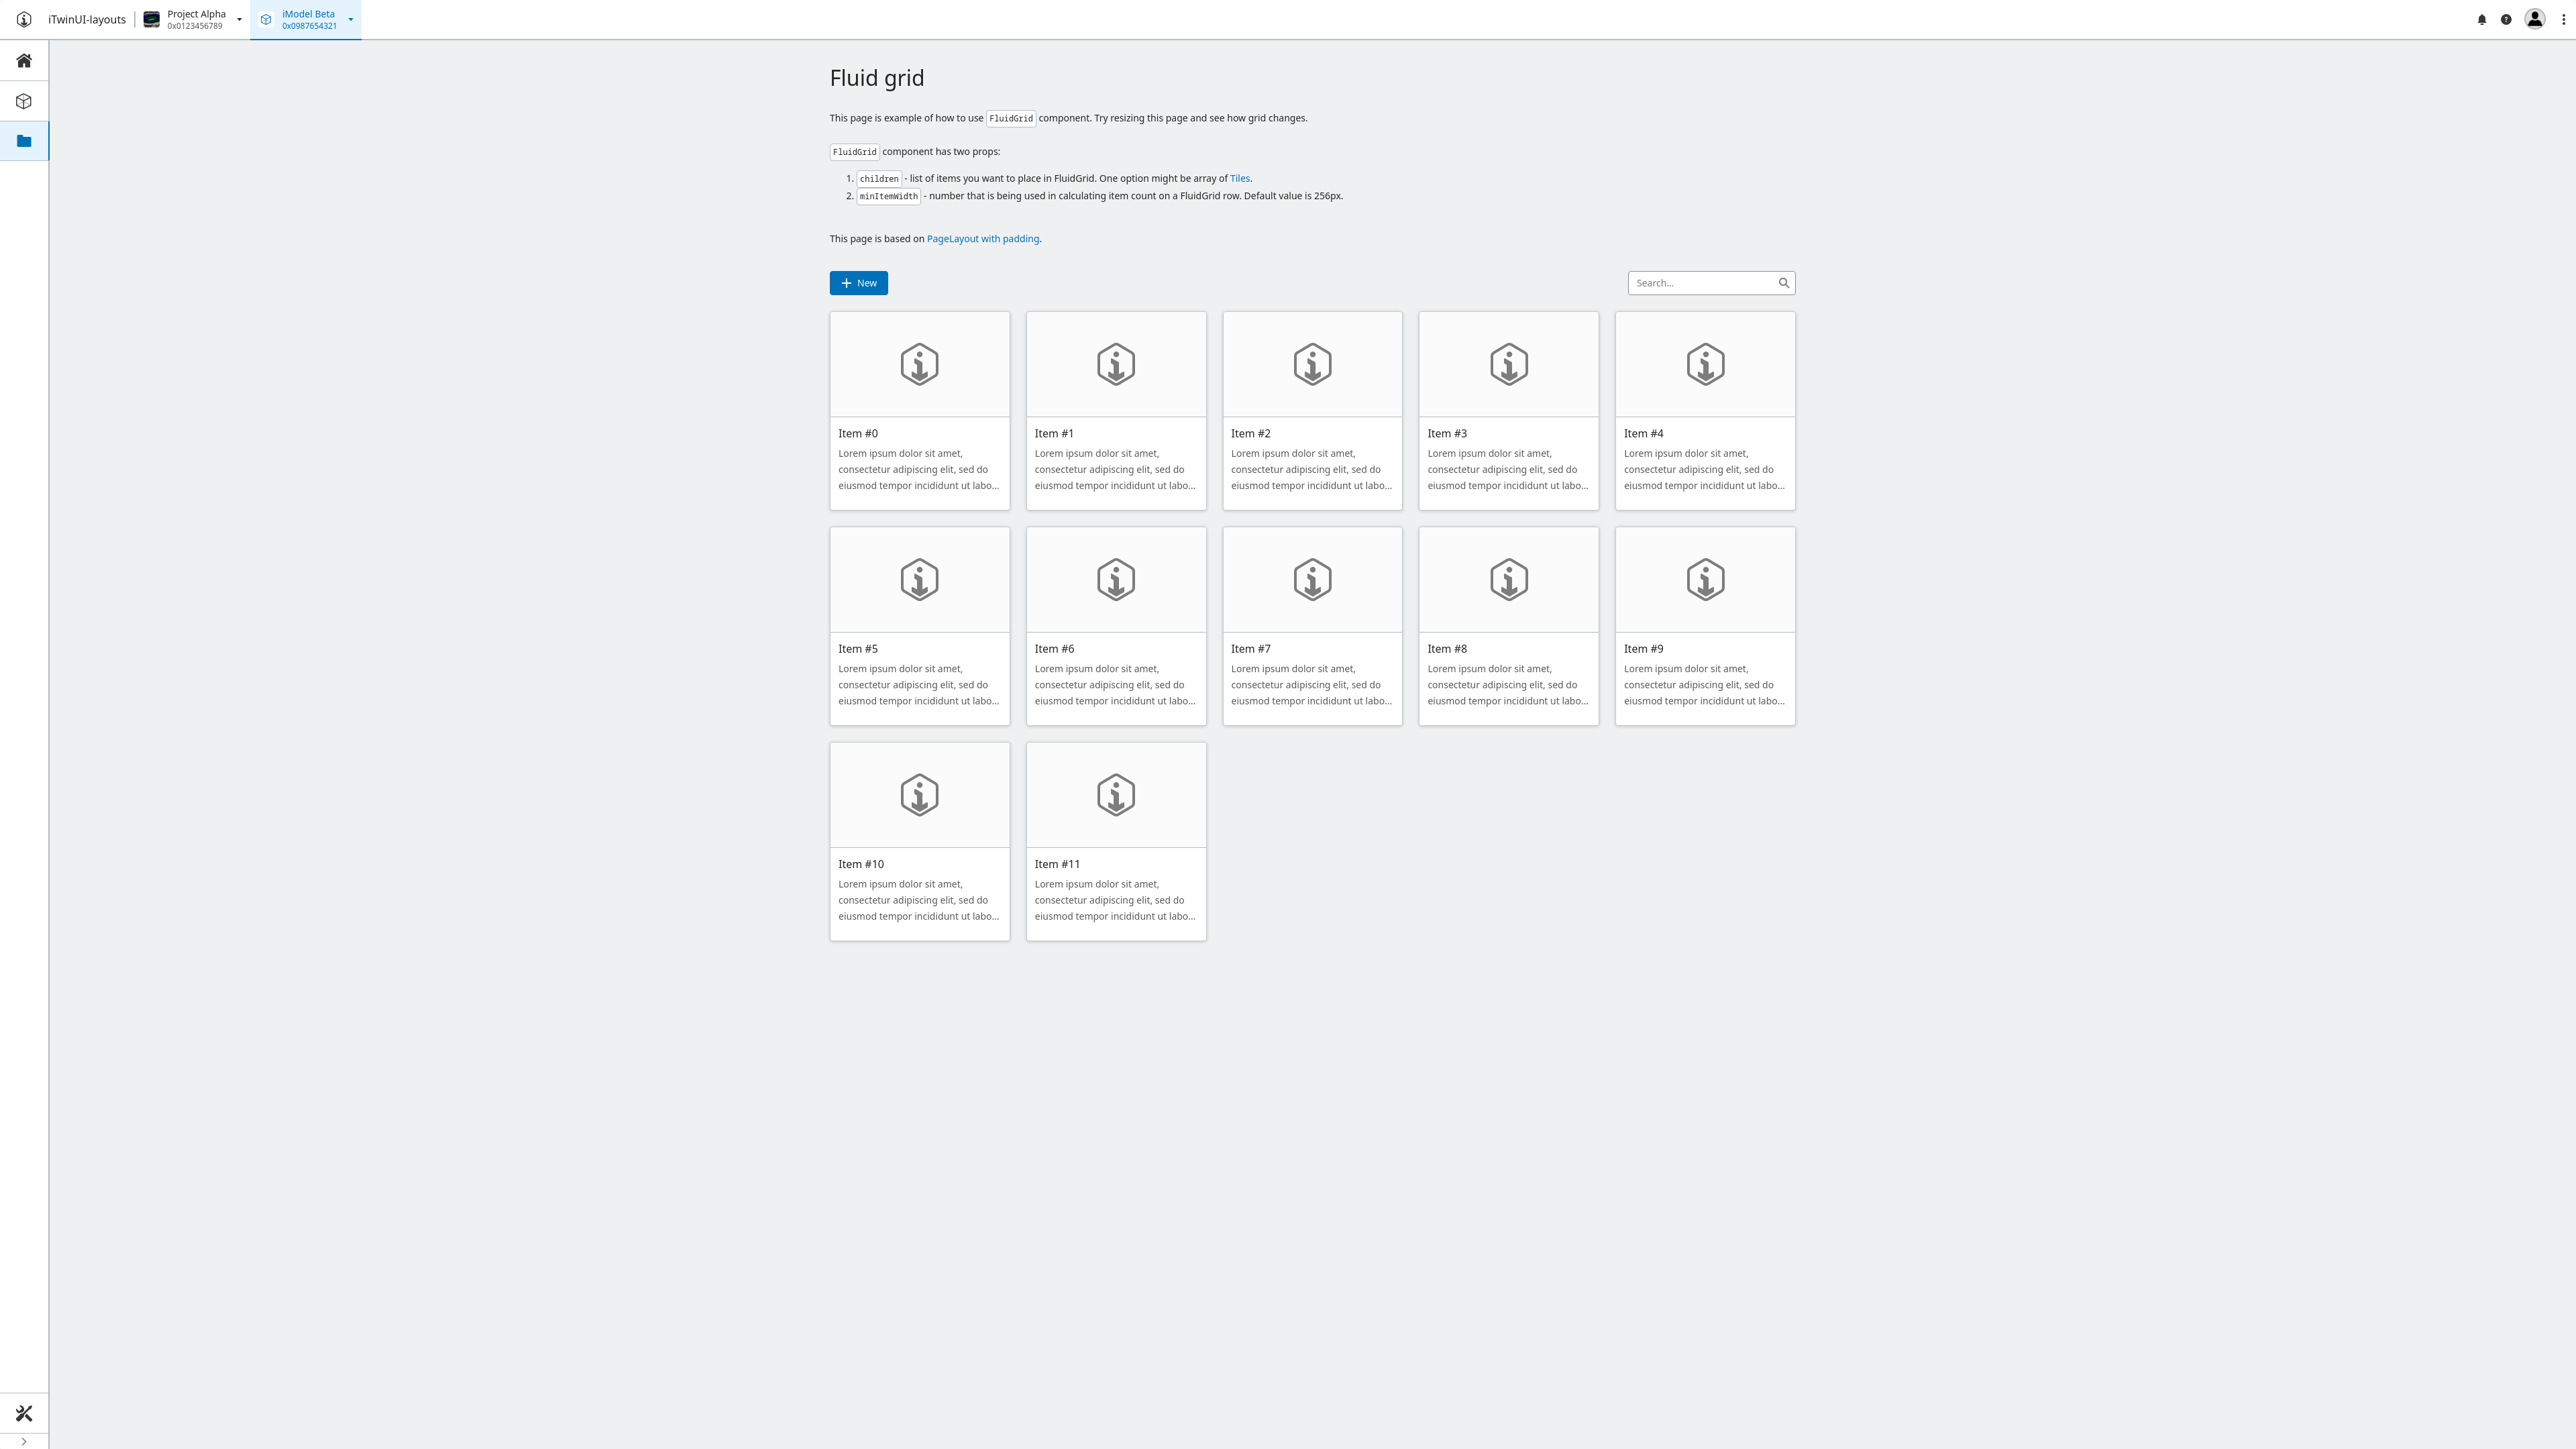 iTwinUI-layouts
Project Alpha
0x0123456789
iModel Beta
0x0987654321
Fluid grid
This page is example of how to use FluidGrid component. Try resizing this page and see how grid changes.
FluidGrid component has two props:
1. children - list of items you want to place in FluidGrid. One option might be array of Tiles.
2. minItemWidth - number that is being used in calculating item count on a FluidGrid row. Default value is 256px.
This page is based on PageLayout with padding.
New
Search...
Item #0
Lorem ipsum dolor sit amet,
consectetur adipiscing elit, sed do
eiusmod tempor incididunt ut labo...
Item #1
Lorem ipsum dolor sit amet,
consectetur adipiscing elit, sed do
eiusmod tempor incididunt ut labo...
Item #2
Lorem ipsum dolor sit amet,
consectetur adipiscing elit, sed do
eiusmod tempor incididunt ut labo...
Item #3
Lorem ipsum dolor sit amet,
consectetur adipiscing elit, sed do
eiusmod tempor incididunt ut labo...
Item #4
Lorem ipsum dolor sit amet,
consectetur adipiscing elit, sed do
eiusmod tempor incididunt ut labo...
Item #5
Lorem ipsum dolor sit amet,
consectetur adipiscing elit, sed do
eiusmod tempor incididunt ut labo...
Item #6
Lorem ipsum dolor sit amet,
consectetur adipiscing elit, sed do
eiusmod tempor incididunt ut labo...
Item #7
Lorem ipsum dolor sit amet,
consectetur adipiscing elit, sed do
eiusmod tempor incididunt ut labo...
Item #8
Lorem ipsum dolor sit amet,
consectetur adipiscing elit, sed do
eiusmod tempor incididunt ut labo...
Item #9
Lorem ipsum dolor sit amet,
consectetur adipiscing elit, sed do
eiusmod tempor incididunt ut labo...
Item #10
Lorem ipsum dolor sit amet,
consectetur adipiscing elit, sed do
eiusmod tempor incididunt ut labo...
Item #11
Lorem ipsum dolor sit amet,
consectetur adipiscing elit, sed do
eiusmod tempor incididunt ut labo...